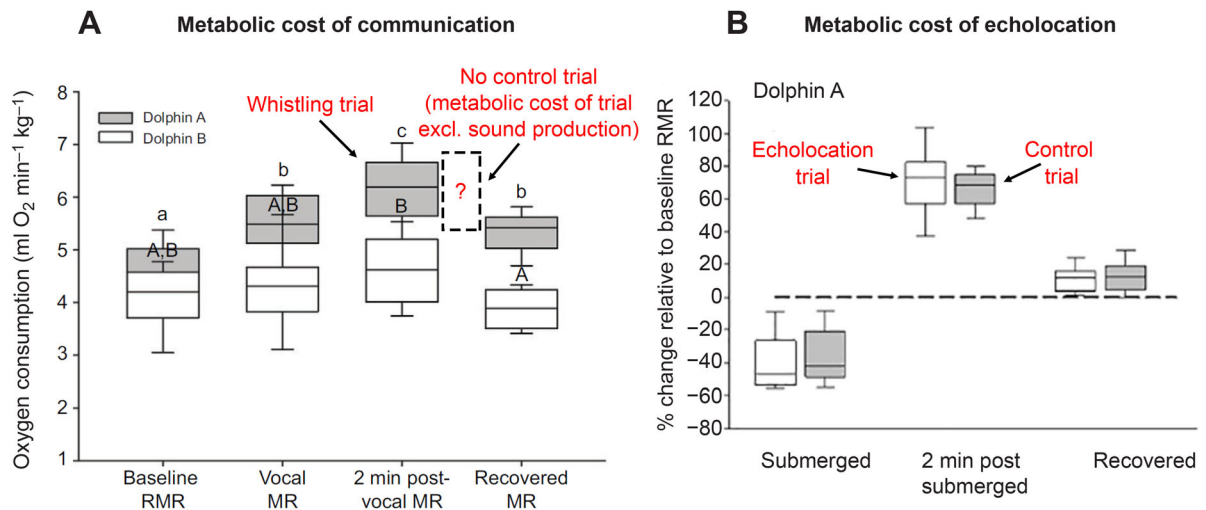 A Metabolic cost of communication
Oxygen consumption (ml O₂ min⁻¹ kg⁻¹)
8
7
6
5
4
3
2
1
Dolphin A
Dolphin B
Whistling trial
No control trial
(metabolic cost of trial
excl. sound production)
?
a
A,B
b
A,B
c
B
b
A
Baseline
RMR
Vocal
MR
2 min post-
vocal MR
Recovered
MR
B Metabolic cost of echolocation
% change relative to baseline RMR
120
100
80
60
40
20
0
−20
−40
−60
−80
Dolphin A
Echolocation
trial
Control
trial
Submerged
2 min post
submerged
Recovered